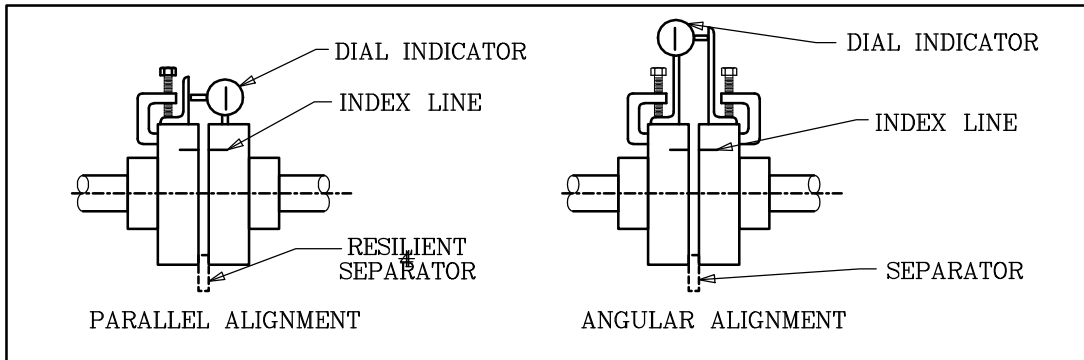 DIAL INDICATOR
INDEX LINE
RESILIENT
SEPARATOR
PARALLEL ALIGNMENT
DIAL INDICATOR
INDEX LINE
SEPARATOR
ANGULAR ALIGNMENT